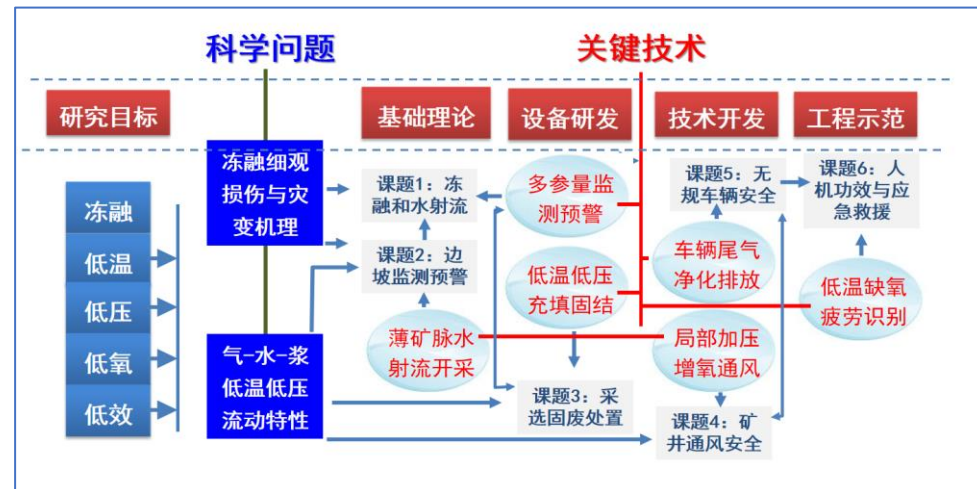 科学问题
关键技术
研究目标
基础理论
设备研发
技术开发
工程示范
冻融
低温
低压
低氧
低效
冻融细观
损伤与灾
变机理
气-水-浆
低温低压
流动特性
课题1：冻
融和水射流
课题2：边
坡监测预警
薄矿脉水
射流开采
多参量监
测预警
低温低压
充填固结
课题3：采
选固废处置
课题5：无
规车辆安全
车辆尾气
净化排放
局部加压
增氧通风
课题4：矿
井通风安全
课题6：人
机功效与应
急救援
低温缺氧
疲劳识别